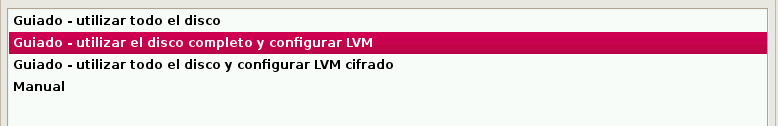 Guiado - utilizar todo el disco
Guiado - utilizar el disco completo y configurar LVM
Guiado - utilizar todo el disco y configurar LVM cifrado
Manual